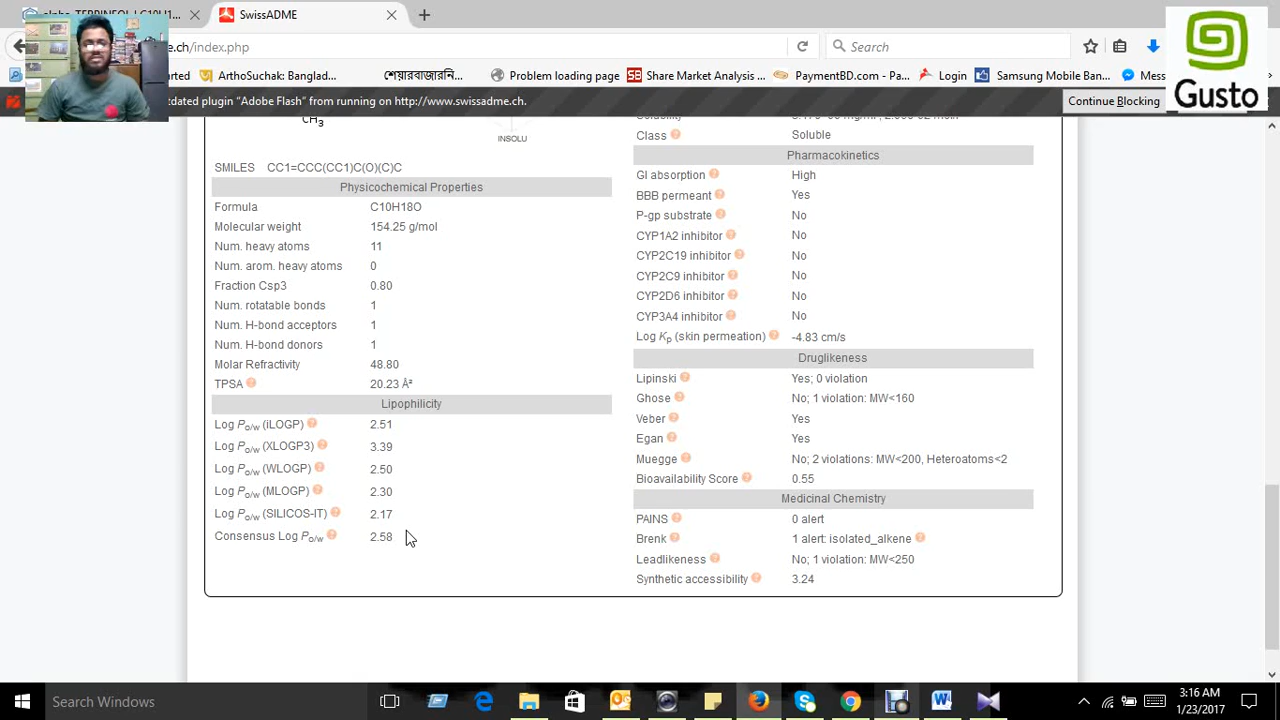 alpha-TERPINEOL | C10H1...
SwissADME
.ch/index.php
Search
Gusto
arted
ArthoSuchak: Banglad...
শেয়ারবাজারনি...
Problem loading page
Share Market Analysis ...
PaymentBD.com - Pag...
Login
Samsung Mobile Ban...
Mess
tdated plugin “Adobe Flash” from running on http://www.swissadme.ch.
Continue Blocking
CH3
INSOLU
SMILES CC1=CCC(CC1)C(O)(C)C
Physicochemical Properties
Formula C10H18O
Molecular weight 154.25 g/mol
Num. heavy atoms 11
Num. arom. heavy atoms 0
Fraction Csp3 0.80
Num. rotatable bonds 1
Num. H-bond acceptors 1
Num. H-bond donors 1
Molar Refractivity 48.80
TPSA 20.23 Å²
Lipophilicity
Log Po/w (iLOGP) 2.51
Log Po/w (XLOGP3) 3.39
Log Po/w (WLOGP) 2.50
Log Po/w (MLOGP) 2.30
Log Po/w (SILICOS-IT) 2.17
Consensus Log Po/w 2.58
Class Soluble
Pharmacokinetics
GI absorption High
BBB permeant Yes
P-gp substrate No
CYP1A2 inhibitor No
CYP2C19 inhibitor No
CYP2C9 inhibitor No
CYP2D6 inhibitor No
CYP3A4 inhibitor No
Log Kp (skin permeation) -4.83 cm/s
Druglikeness
Lipinski Yes; 0 violation
Ghose No; 1 violation: MW<160
Veber Yes
Egan Yes
Muegge No; 2 violations: MW<200, Heteroatoms<2
Bioavailability Score 0.55
Medicinal Chemistry
PAINS 0 alert
Brenk 1 alert: isolated_alkene
Leadlikeness No; 1 violation: MW<250
Synthetic accessibility 3.24
Search Windows
3:16 AM
1/23/2017